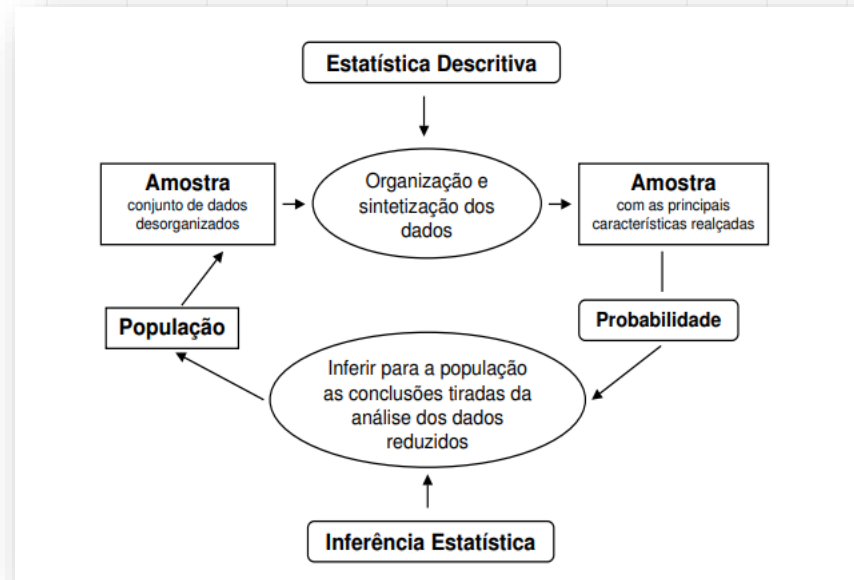 Estatística Descritiva
Amostra
conjunto de dados
desorganizados
Organização e
sintetização dos
dados
Amostra
com as principais
características realçadas
População
Probabilidade
Inferir para a população
as conclusões tiradas da
análise dos dados
reduzidos
Inferência Estatística